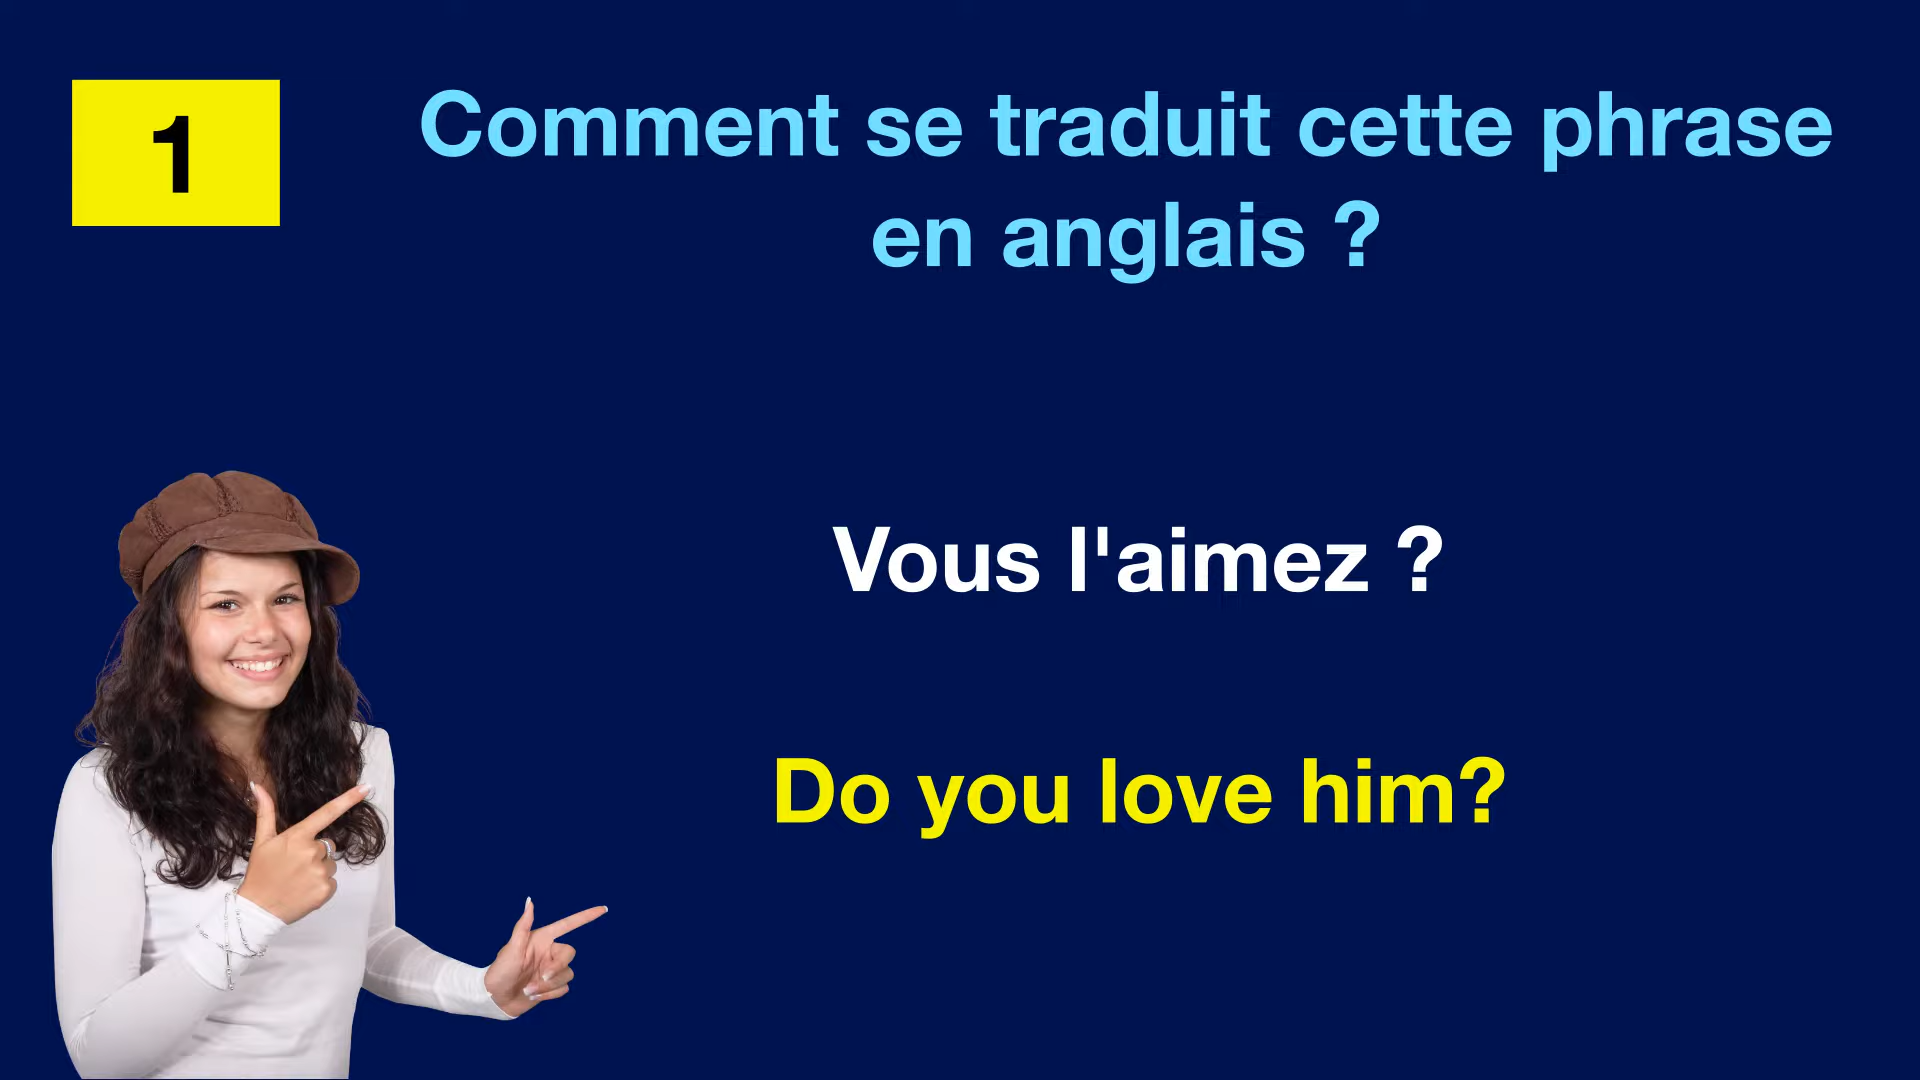 1
Comment se traduit cette phrase
en anglais ?
Vous l'aimez ?
Do you love him?